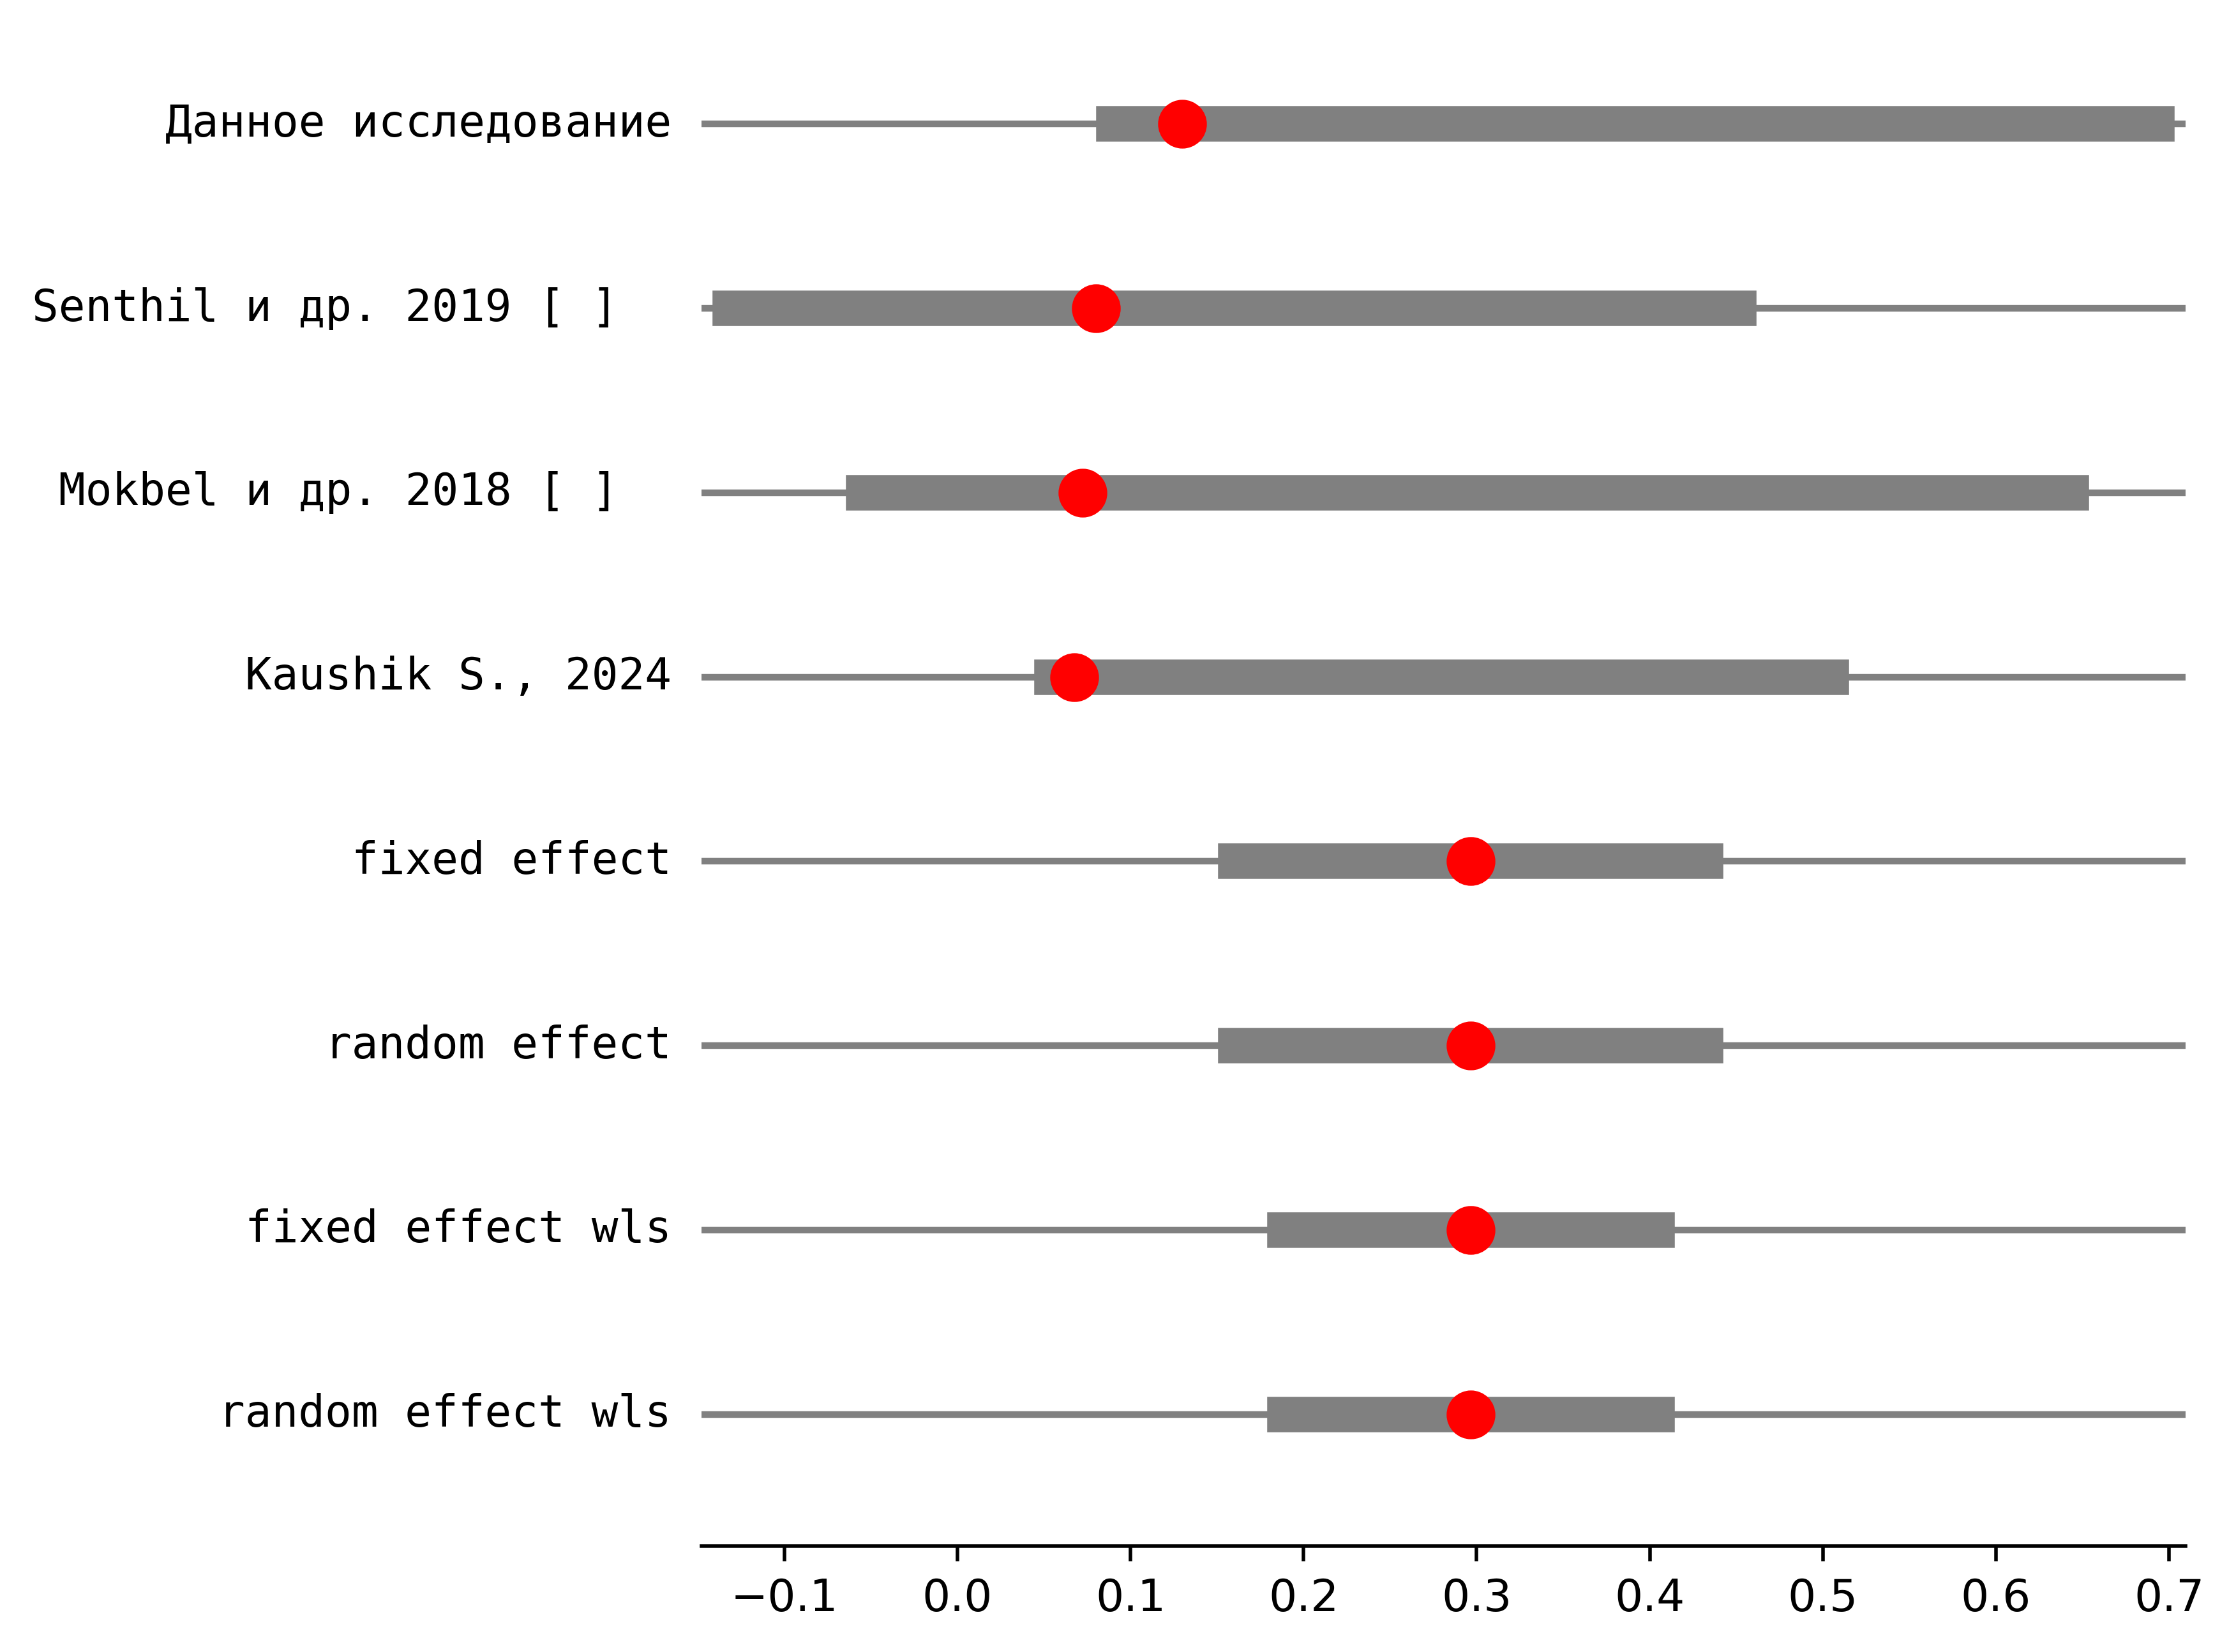 Данное исследование
Senthil и др. 2019 [ ]
Mokbel и др. 2018 [ ]
Kaushik S., 2024
fixed effect
random effect
fixed effect wls
random effect wls
−0.1 0.0 0.1 0.2 0.3 0.4 0.5 0.6 0.7